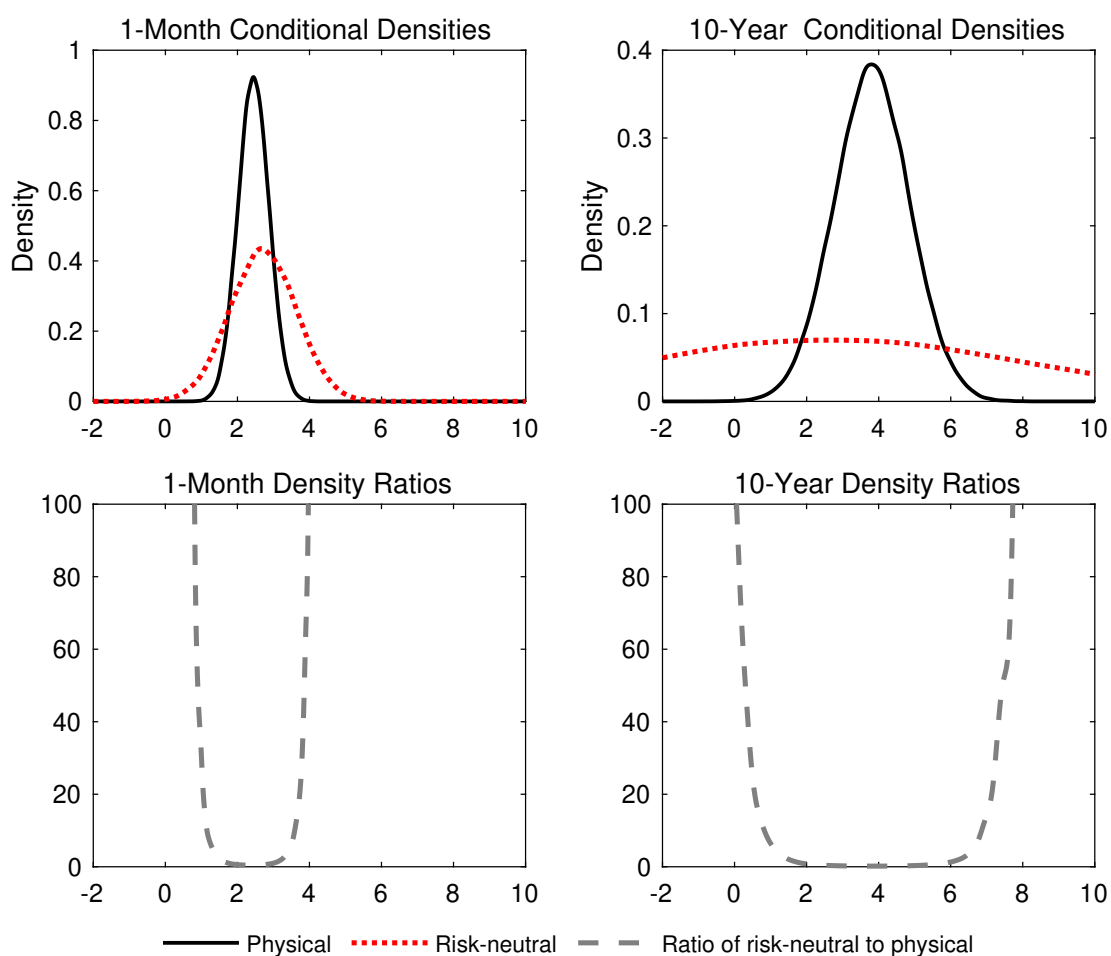 1-Month Conditional Densities
1
0.8
0.6
0.4
0.2
0
Density
-2 0 2 4 6 8 10
10-Year Conditional Densities
0.4
0.3
0.2
0.1
0
Density
-2 0 2 4 6 8 10
1-Month Density Ratios
100
80
60
40
20
0
-2 0 2 4 6 8 10
10-Year Density Ratios
100
80
60
40
20
0
-2 0 2 4 6 8 10
Physical Risk-neutral Ratio of risk-neutral to physical